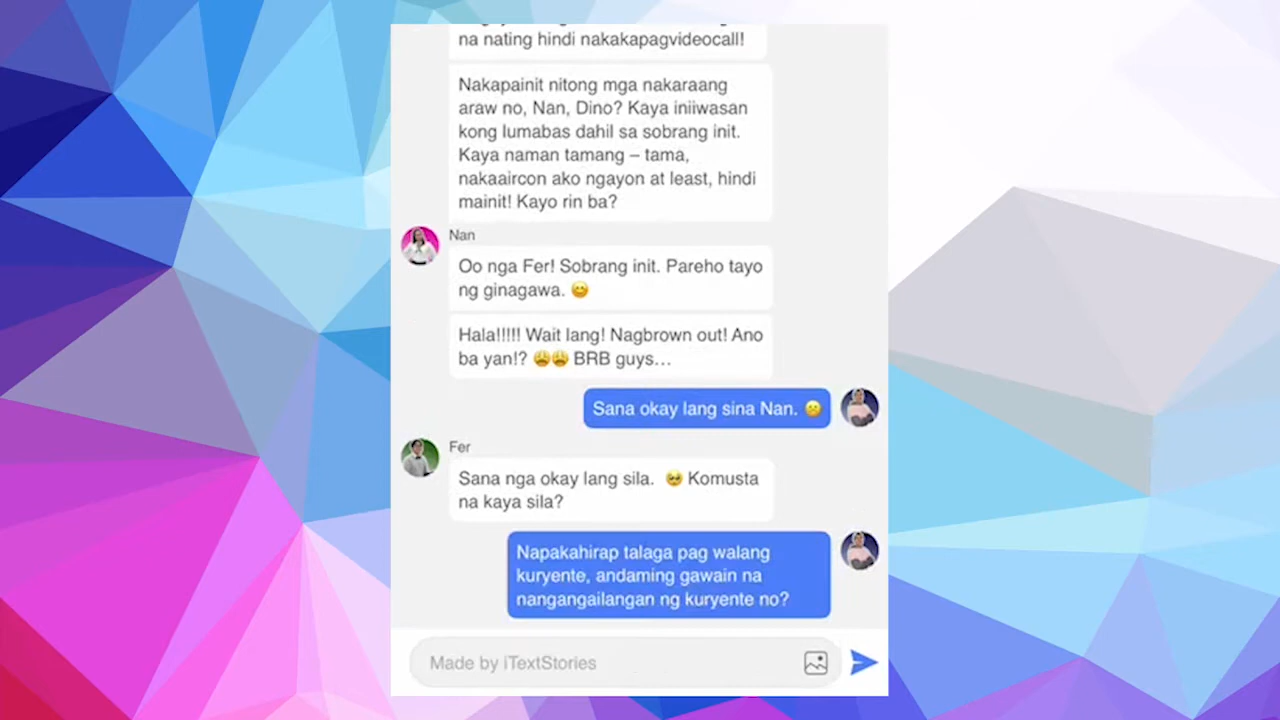 na nating hindi nakakapagvideocall!
Nakapainit nitong mga nakaraang
araw no, Nan, Dino? Kaya iniiwasan
kong lumabas dahil sa sobrang init.
Kaya naman tamang – tama,
nakaaircon ako ngayon at least, hindi
mainit! Kayo rin ba?
Nan
Oo nga Fer! Sobrang init. Pareho tayo
ng ginagawa. 😊
Hala!!!!! Wait lang! Nagbrown out! Ano
ba yan!? 😩😩 BRB guys...
Sana okay lang sina Nan. 🙁
Fer
Sana nga okay lang sila. 🥺 Komusta
na kaya sila?
Napakahirap talaga pag walang
kuryente, andaming gawain na
nangangailangan ng kuryente no?
Made by iTextStories